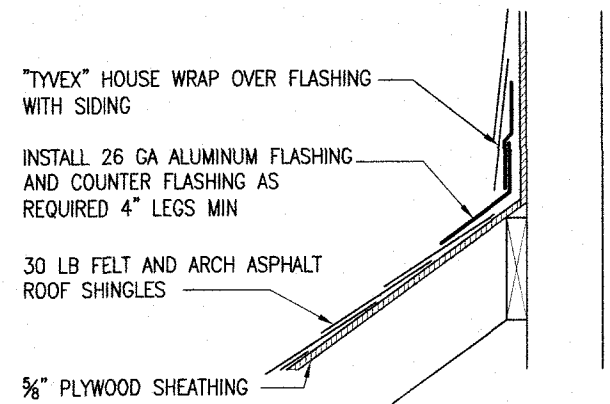 "TYVEX" HOUSE WRAP OVER FLASHING
WITH SIDING
INSTALL 26 GA ALUMINUM FLASHING
AND COUNTER FLASHING AS
REQUIRED 4" LEGS MIN
30 LB FELT AND ARCH ASPHALT
ROOF SHINGLES
⅝" PLYWOOD SHEATHING